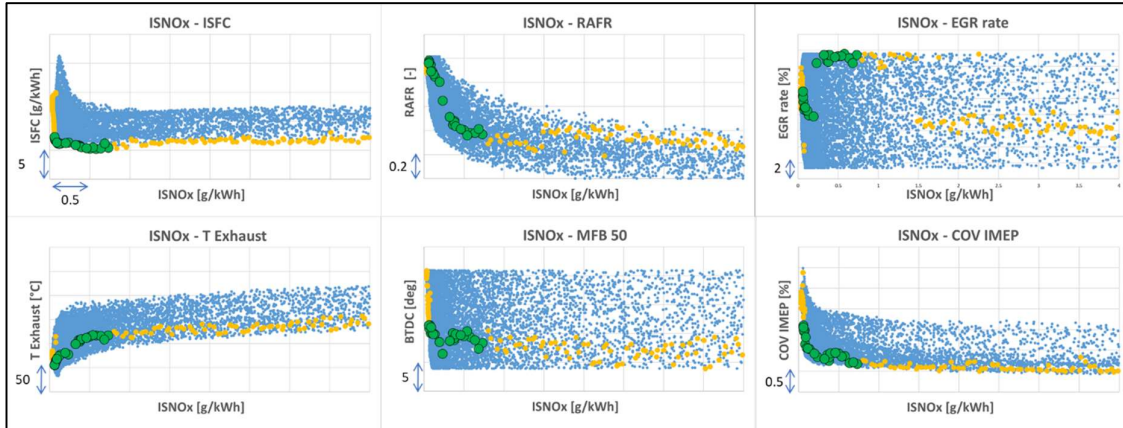 ISNOx - ISFC
ISFC [g/kWh]
5
0.5
ISNOx [g/kWh]
ISNOx - RAFR
RAFR [-]
0.2
ISNOx [g/kWh]
ISNOx - EGR rate
EGR rate [%]
2
0 0.5 1 1.5 2 2.5 3 3.5 4
ISNOx [g/kWh]
ISNOx - T Exhaust
T Exhaust [°C]
50
ISNOx [g/kWh]
ISNOx - MFB 50
BTDC [deg]
5
ISNOx [g/kWh]
ISNOx - COV IMEP
COV IMEP [%]
0.5
ISNOx [g/kWh]